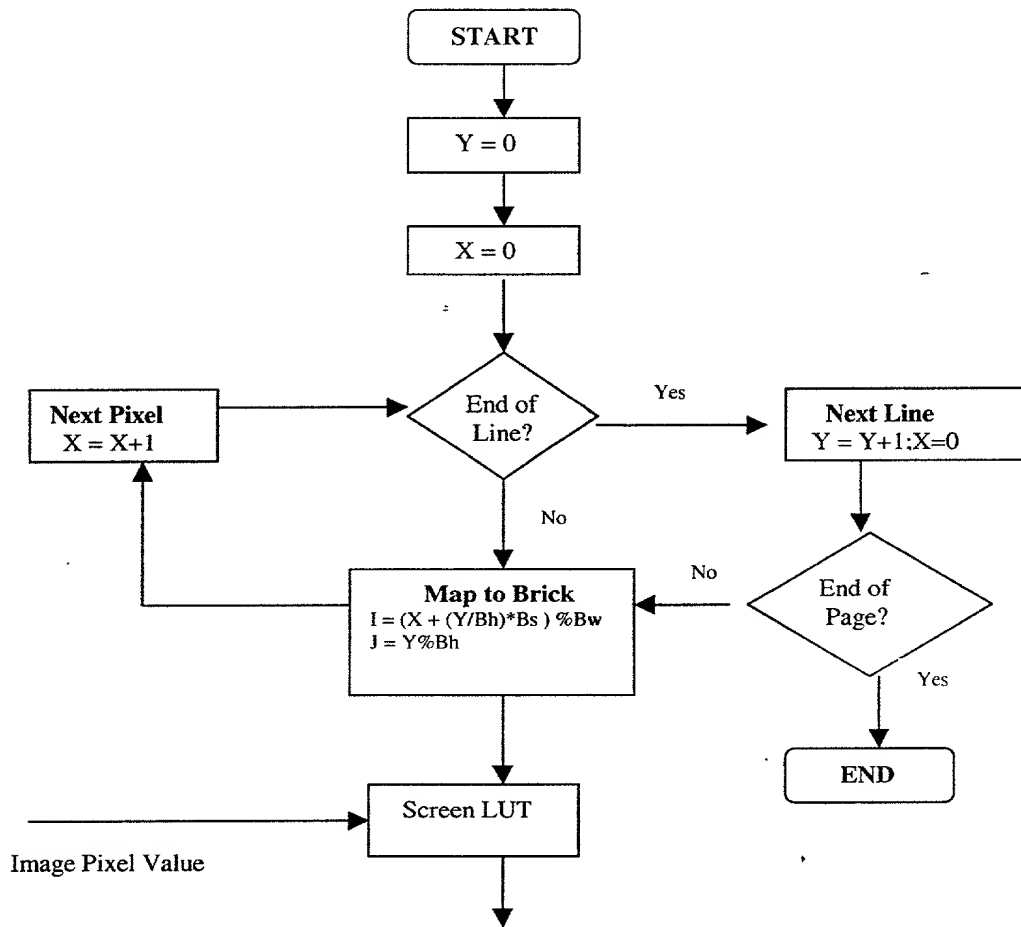 START
Y = 0
X = 0
End of
Line?
Yes
Next Pixel
X = X+1
Next Line
Y = Y+1;X=0
No
Map to Brick
I = (X + (Y/Bh)*Bs ) %Bw
J = Y%Bh
No
End of
Page?
Yes
END
Screen LUT
Image Pixel Value